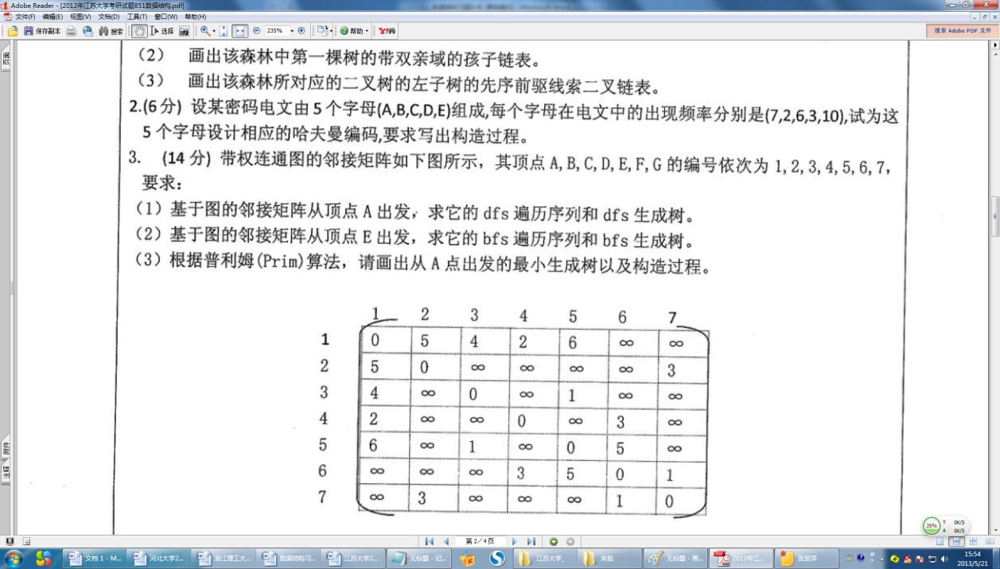 Adobe Reader - [2012年江苏大学考研试题851数据结构.pdf]
文件(F) 编辑(E) 视图(V) 文档(D) 工具(T) 窗口(W) 帮助(H)
保存副本 搜索 选择 235% 帮助 Y! 搜索 Adobe PDF 文件
（2） 画出该森林中第一棵树的带双亲域的孩子链表。
（3） 画出该森林所对应的二叉树的左子树的先序前驱线索二叉链表。
2.(6分) 设某密码电文由5个字母(A,B,C,D,E)组成,每个字母在电文中的出现频率分别是(7,2,6,3,10),试为这
5个字母设计相应的哈夫曼编码,要求写出构造过程。
3. (14分) 带权连通图的邻接矩阵如下图所示，其顶点A,B,C,D,E,F,G的编号依次为1,2,3,4,5,6,7，
要求：
（1）基于图的邻接矩阵从顶点A出发，求它的dfs遍历序列和dfs生成树。
（2）基于图的邻接矩阵从顶点E出发，求它的bfs遍历序列和bfs生成树。
（3）根据普利姆(Prim)算法，请画出从A点出发的最小生成树以及构造过程。
1 2 3 4 5 6 7
1 0 5 4 2 6 ∞ ∞
2 5 0 ∞ ∞ ∞ ∞ 3
3 4 ∞ 0 ∞ 1 ∞ ∞
4 2 ∞ ∞ 0 ∞ 3 ∞
5 6 ∞ 1 ∞ 0 5 ∞
6 ∞ ∞ ∞ 3 5 0 1
7 ∞ 3 ∞ ∞ ∞ 1 0
26% 0K/S
0K/S
第 2/4 页
文档 1 - M... 河北大学2... 浙江理工大... 数据结构习... 江苏大学2... 无标题 - 记... 江苏大学... 实验 无标题 - 画... 2012年江... 15:54
2013/5/21